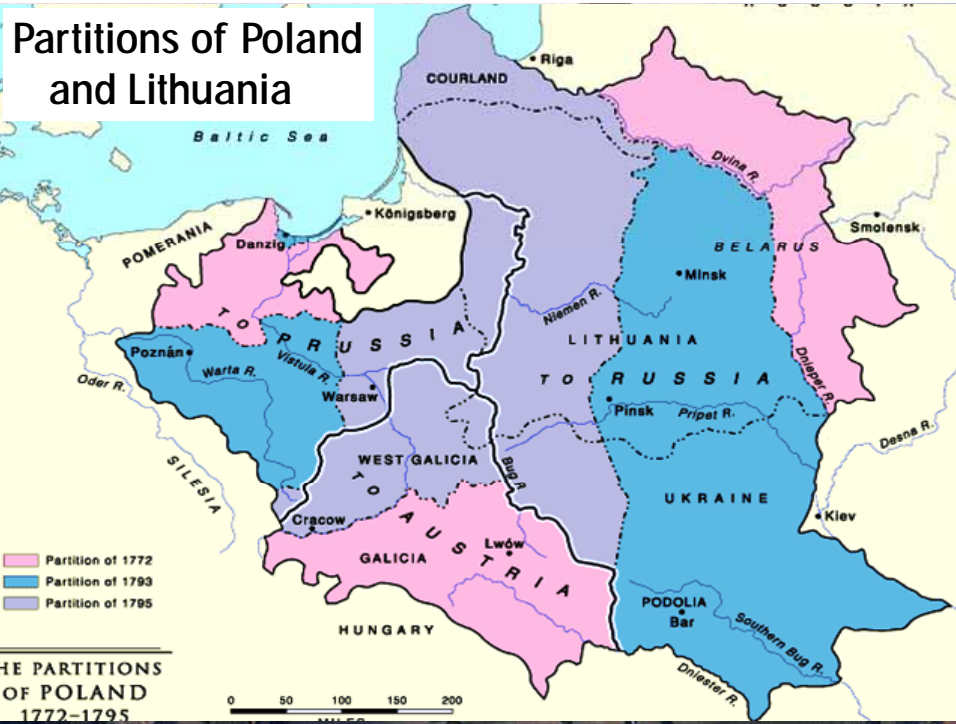 Partitions of Poland
and Lithuania
Riga
COURLAND
Baltic Sea
Dvina R.
Königsberg
Smolensk
POMERANIA
Danzig
BELARUS
Minsk
Niemen R.
TO PRUSSIA
LITHUANIA
Poznán
Vistula R.
Dnieper R.
Warta R.
Oder R.
TO RUSSIA
Warsaw
Pinsk
Pripet R.
Desna R.
WEST GALICIA
Bug R
SILESIA
UKRAINE
Kiev
Cracow
TO AUSTRIA
Lwów
GALICIA
Partition of 1772
Partition of 1793
Partition of 1795
PODOLIA
Bar
Southern Bug R.
HUNGARY
Dniester R.
HE PARTITIONS
OF POLAND
1772-1795
0 50 100 150 200
MILES